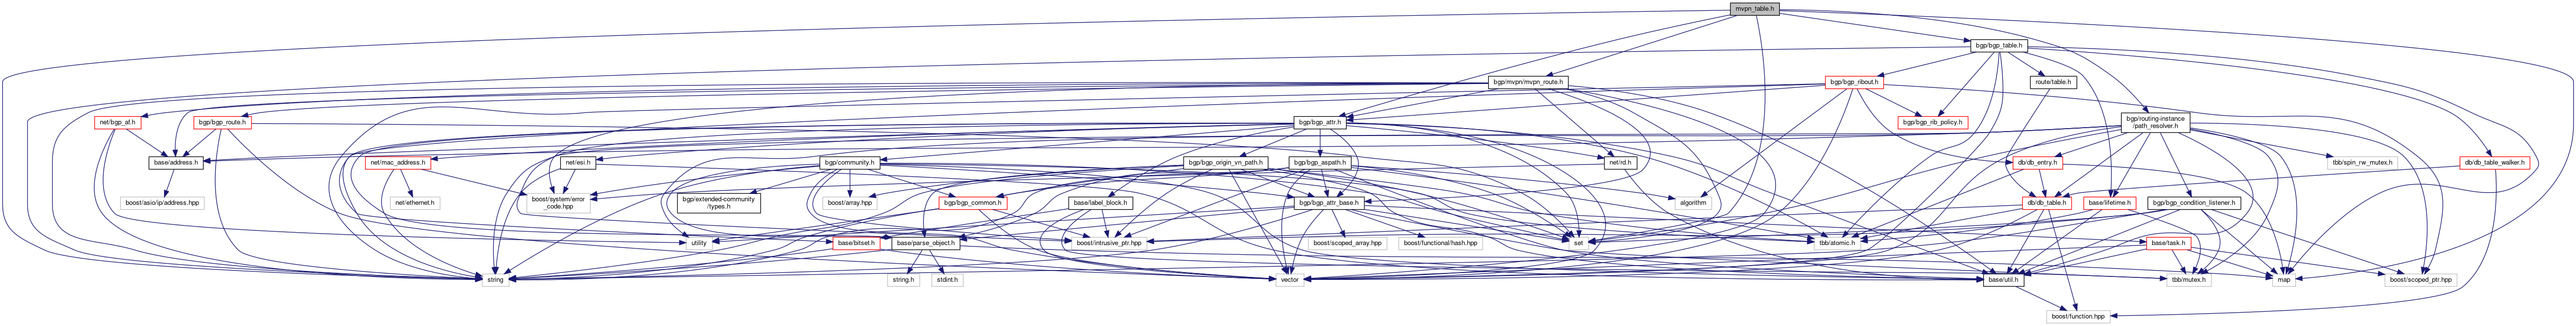 mvpn_table.h
bgp/bgp_table.h
bgp/mvpn/mvpn_route.h
bgp/bgp_ribout.h
route/table.h
net/bgp_af.h
bgp/bgp_route.h
bgp/bgp_attr.h
bgp/bgp_rib_policy.h
bgp/routing-instance
/path_resolver.h
base/address.h
net/mac_address.h
net/esi.h
bgp/community.h
bgp/bgp_origin_vn_path.h
bgp/bgp_aspath.h
net/rd.h
db/db_entry.h
tbb/spin_rw_mutex.h
db/db_table_walker.h
boost/asio/ip/address.hpp
net/ethernet.h
boost/system/error
_code.hpp
bgp/extended-community
/types.h
boost/array.hpp
bgp/bgp_common.h
base/label_block.h
bgp/bgp_attr_base.h
algorithm
db/db_table.h
base/lifetime.h
bgp/bgp_condition_listener.h
utility
base/bitset.h
base/parse_object.h
boost/intrusive_ptr.hpp
boost/scoped_array.hpp
boost/functional/hash.hpp
set
tbb/atomic.h
base/task.h
string
string.h
stdint.h
vector
base/util.h
tbb/mutex.h
map
boost/scoped_ptr.hpp
boost/function.hpp